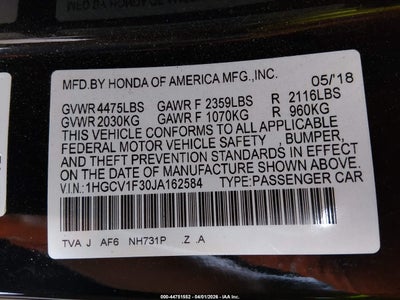 MFD.BY HONDA OF AMERICA MFG.,INC. 05/'18
GVWR 4475LBS GAWR F 2359LBS R 2116LBS
GVWR 2030KG GAWR F 1070KG R 960KG
THIS VEHICLE CONFORMS TO ALL APPLICABLE
FEDERAL MOTOR VEHICLE SAFETY , BUMPER,
AND THEFT PREVENTION STANDARDS IN EFFECT
ON THE DATE OF MANUFACTURE SHOWN ABOVE.
V.I.N.:1HGCV1F30JA162584 TYPE:PASSENGER CAR
TVA J AF6 NH731P .Z .A
000-44751552 - 04/01/2026 - IAA, LLC